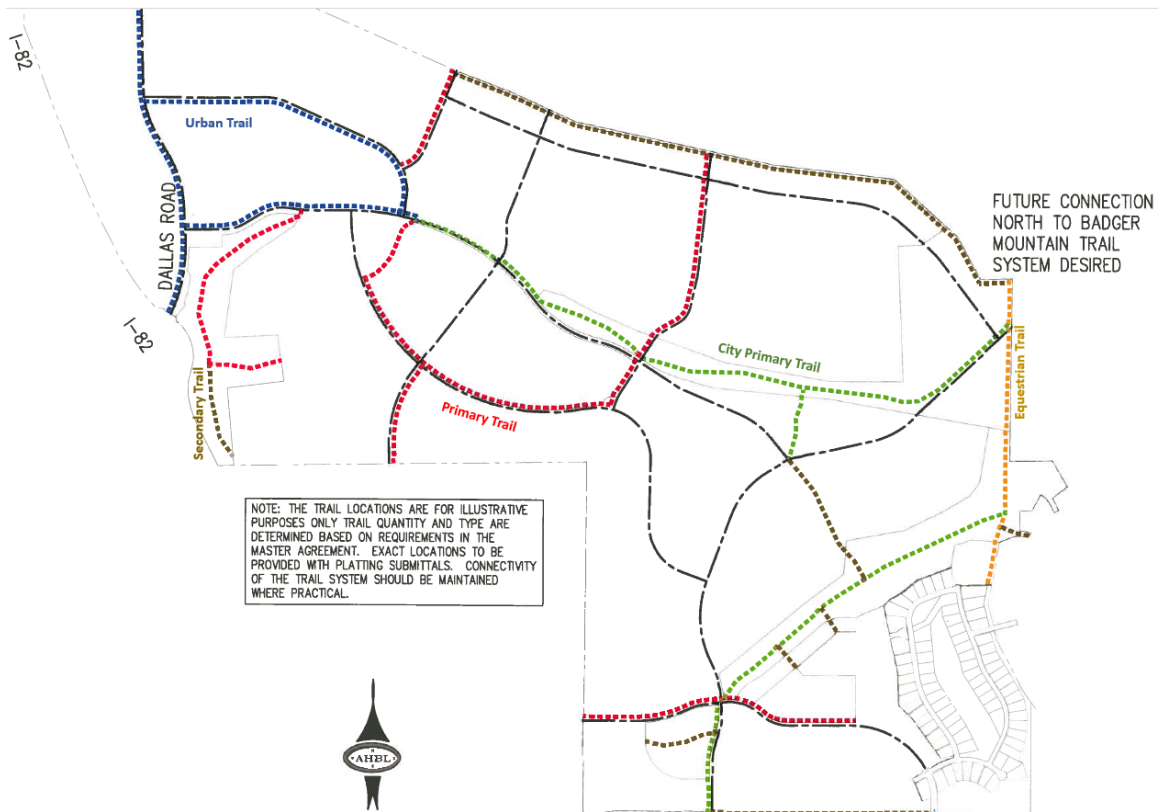 I-82
Urban Trail
DALLAS ROAD
FUTURE CONNECTION
NORTH TO BADGER
MOUNTAIN TRAIL
SYSTEM DESIRED
I-82
City Primary Trail
Equestrian Trail
Secondary Trail
Primary Trail
NOTE: THE TRAIL LOCATIONS ARE FOR ILLUSTRATIVE
PURPOSES ONLY TRAIL QUANTITY AND TYPE ARE
DETERMINED BASED ON REQUIREMENTS IN THE
MASTER AGREEMENT. EXACT LOCATIONS TO BE
PROVIDED WITH PLATTING SUBMITTALS. CONNECTIVITY
OF THE TRAIL SYSTEM SHOULD BE MAINTAINED
WHERE PRACTICAL.
AHBL